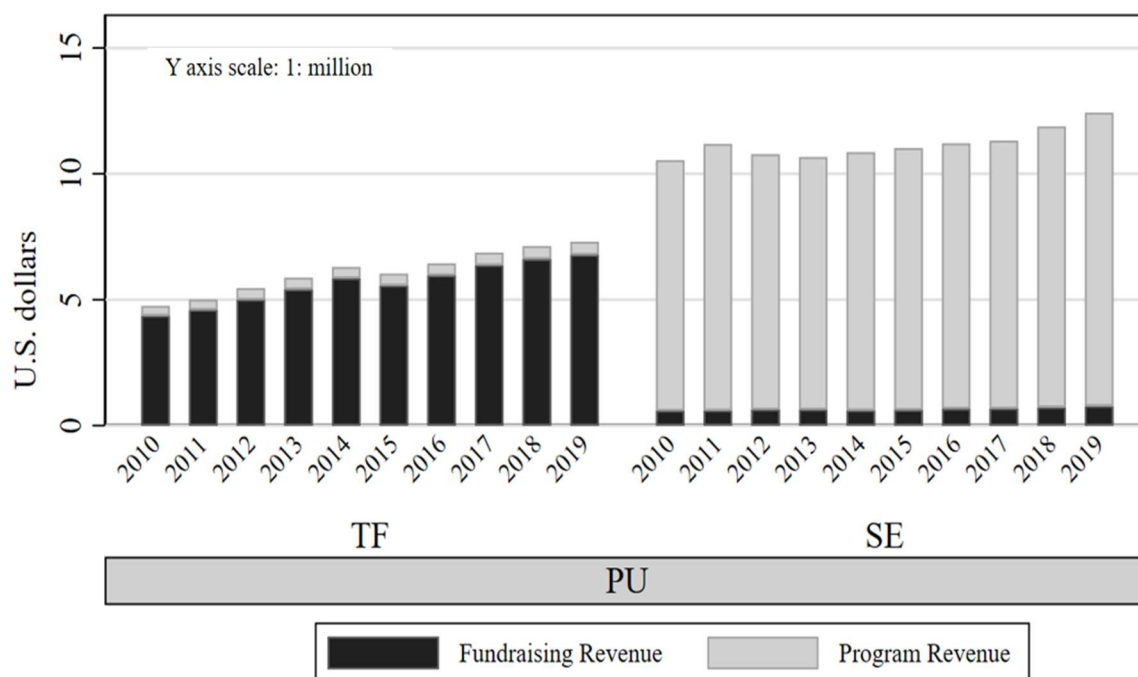 15
Y axis scale: 1: million
10
5
0
U.S. dollars
2010 2011 2012 2013 2014 2015 2016 2017 2018 2019 2010 2011 2012 2013 2014 2015 2016 2017 2018 2019
TF SE
PU
Fundraising Revenue Program Revenue